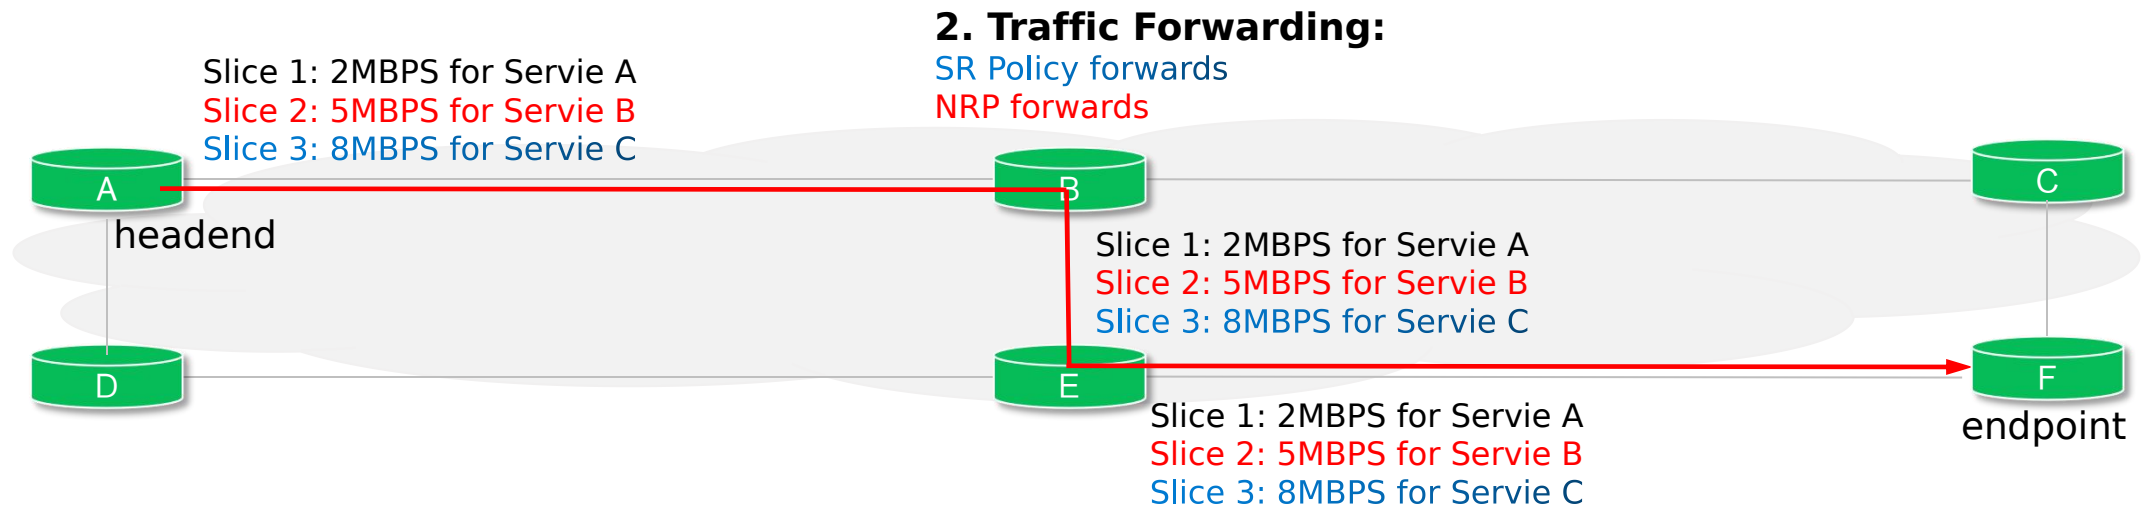 2. Traffic Forwarding:
SR Policy forwards
NRP forwards
Slice 1: 2MBPS for Servie A
Slice 2: 5MBPS for Servie B
Slice 3: 8MBPS for Servie C
A
B
C
headend
Slice 1: 2MBPS for Servie A
Slice 2: 5MBPS for Servie B
Slice 3: 8MBPS for Servie C
D
E
F
endpoint
Slice 1: 2MBPS for Servie A
Slice 2: 5MBPS for Servie B
Slice 3: 8MBPS for Servie C